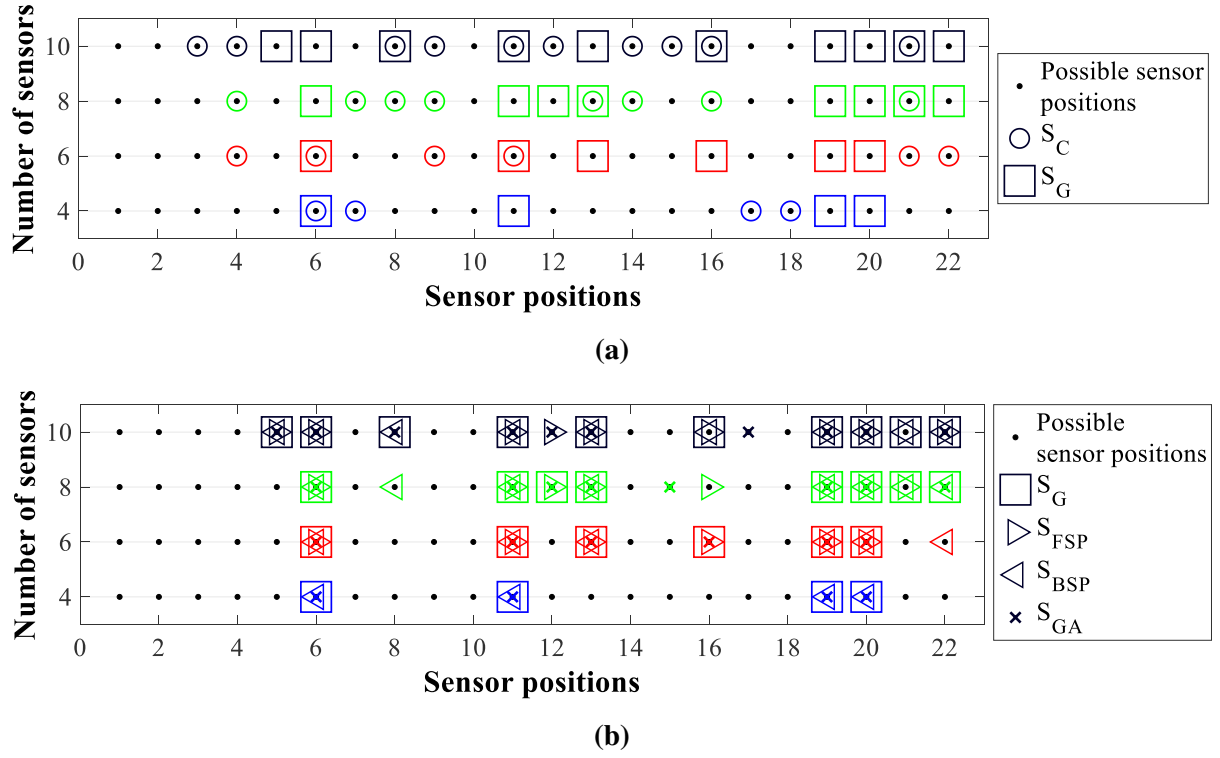 Number of sensors
10
8
6
4
0 2 4 6 8 10 12 14 16 18 20 22
Sensor positions
Possible sensor
positions
S_C
S_G
(a)
Number of sensors
10
8
6
4
0 2 4 6 8 10 12 14 16 18 20 22
Sensor positions
Possible
sensor positions
S_G
S_FSP
S_BSP
S_GA
(b)